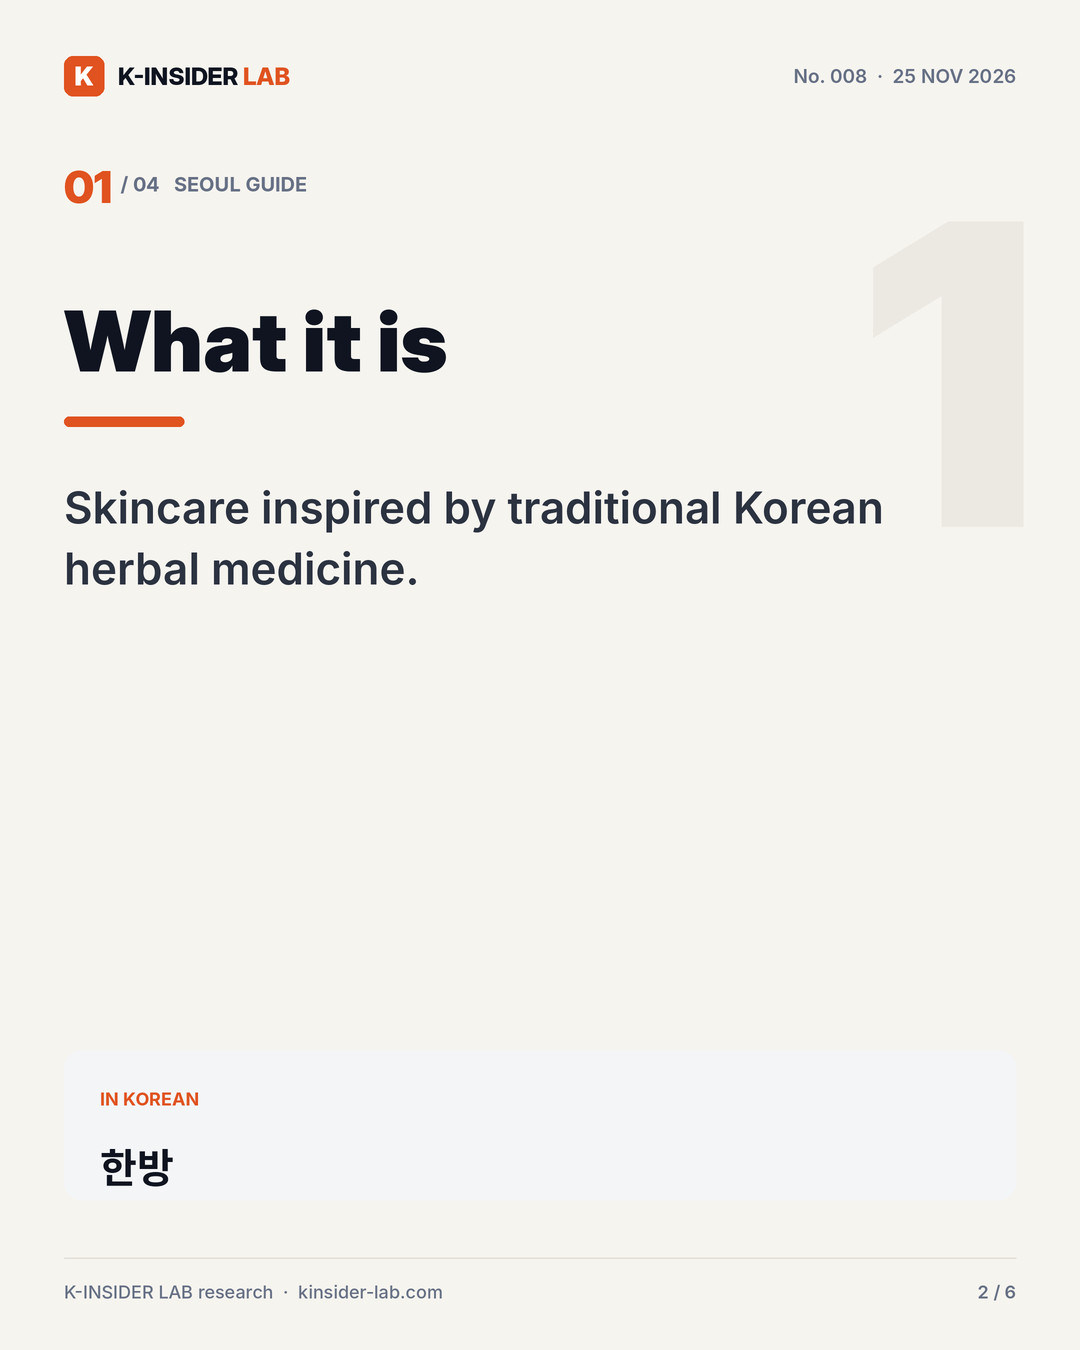 K K-INSIDER LAB
No. 008 · 25 NOV 2026
01 / 04 SEOUL GUIDE
1
What it is
Skincare inspired by traditional Korean
herbal medicine.
IN KOREAN
한방
K-INSIDER LAB research · kinsider-lab.com
2 / 6